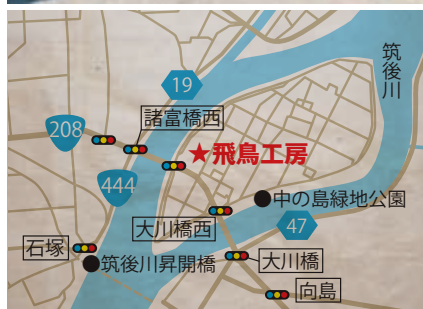 筑後川
19
諸富橋西
208
★飛鳥工房
444
中の島緑地公園
大川橋西
47
石塚
筑後川昇開橋
大川橋
向島